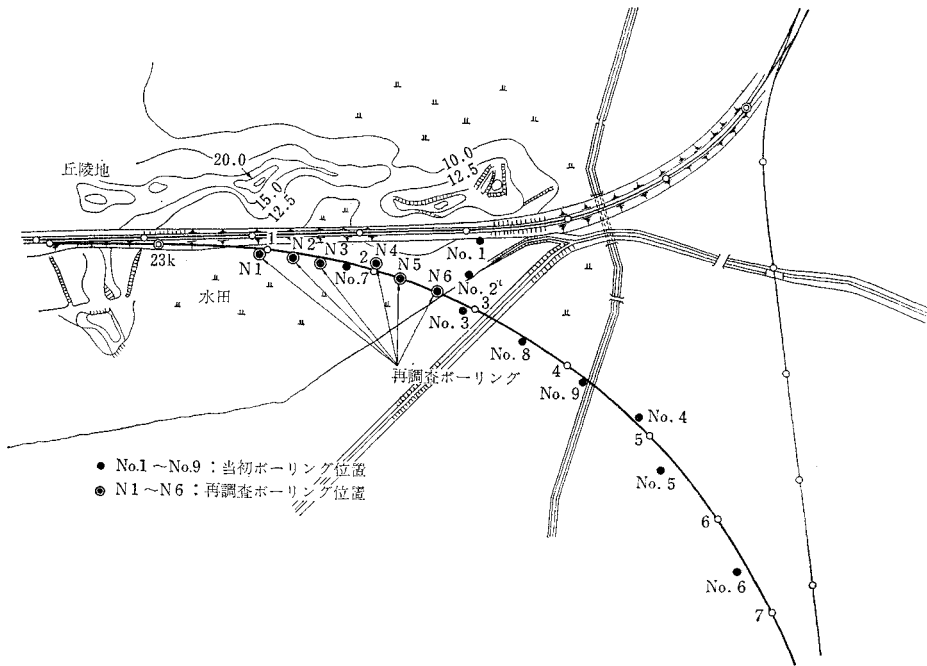 丘陵地
20.0
15.0
12.5
10.0
12.5
23k
1
N1
N2
N3
No.7
2
N4
N5
N6
No.1
No.2
No.3
3
水田
再調査ボーリング
No.8
4
No.9
No.4
5
No.5
6
No.6
7
● No.1～No.9：当初ボーリング位置
◉ N1～N6：再調査ボーリング位置